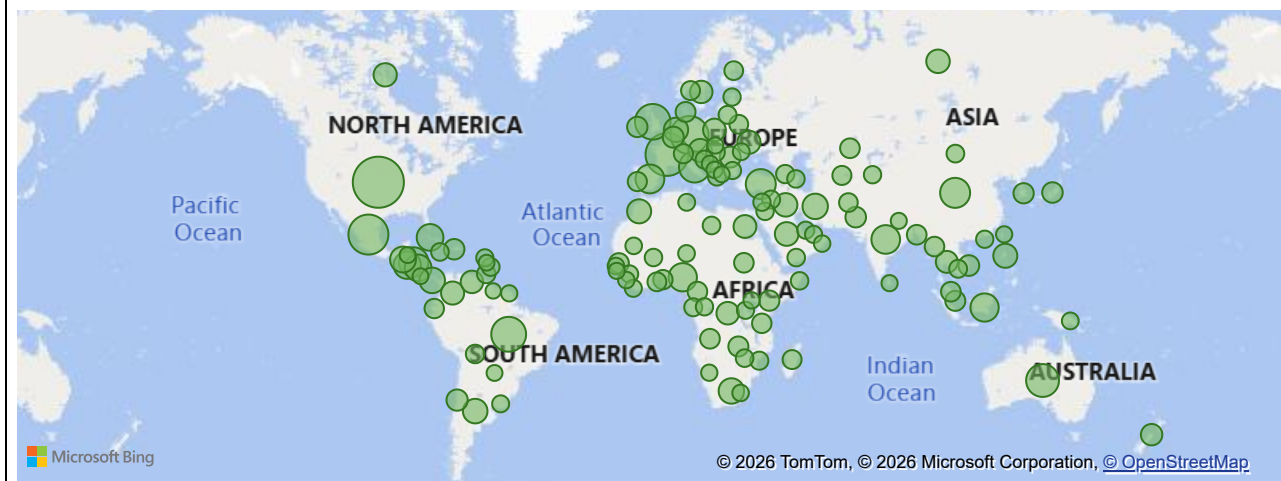 NORTH AMERICA
ASIA
EUROPE
Pacific
Ocean
Atlantic
Ocean
AFRICA
SOUTH AMERICA
Indian
Ocean
AUSTRALIA
Microsoft Bing
© 2026 TomTom, © 2026 Microsoft Corporation, © OpenStreetMap